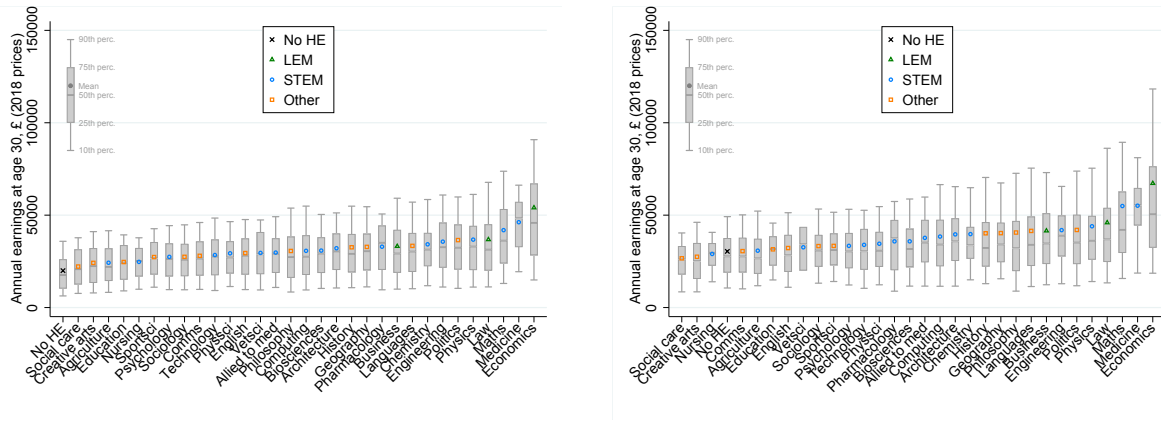 Annual earnings at age 30, £ (2018 prices)
150000
100000
50000
0
90th perc.
75th perc.
Mean
50th perc.
25th perc.
10th perc.
No HE
LEM
STEM
Other
No HE
Social care
Creative arts
Agriculture
Education
Nursing
Sportsci
Psychology
Sociology
Comms
Technology
Physsci
English
Vetsci
Allied to med
Philosophy
Computing
Biosciences
Architecture
History
Geography
Pharmacology
Business
Languages
Chemistry
Engineering
Politics
Physics
Law
Maths
Medicine
Economics
Annual earnings at age 30, £ (2018 prices)
150000
100000
50000
0
90th perc.
75th perc.
Mean
50th perc.
25th perc.
10th perc.
No HE
LEM
STEM
Other
Social care
Creative arts
Nursing
No HE
Comms
Agriculture
Education
English
Vetsci
Sociology
Sportsci
Psychology
Technology
Physsci
Pharmacology
Biosciences
Allied to med
Computing
Architecture
Chemistry
History
Geography
Philosophy
Languages
Business
Engineering
Politics
Physics
Law
Maths
Medicine
Economics